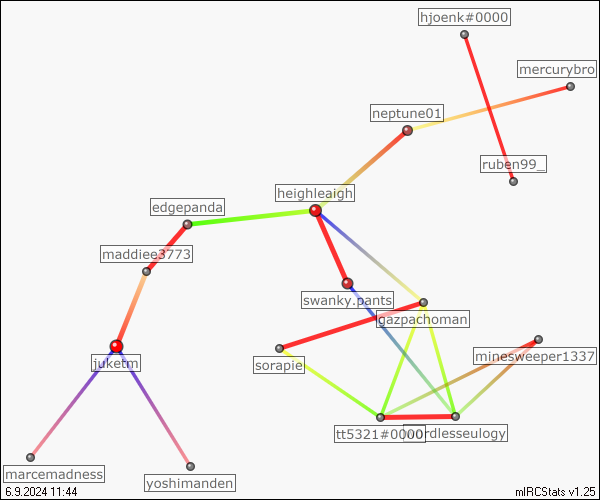 hjoenk#0000
mercurybro
neptune01
ruben99_
heighleaigh
edgepanda
maddiee3773
swanky.pants
gazpachoman
juketm
sorapie
minesweeper1337
tt5321#0000
ordlesseulogy
marcemadness
yoshimanden
6.9.2024 11:44
mIRCStats v1.25